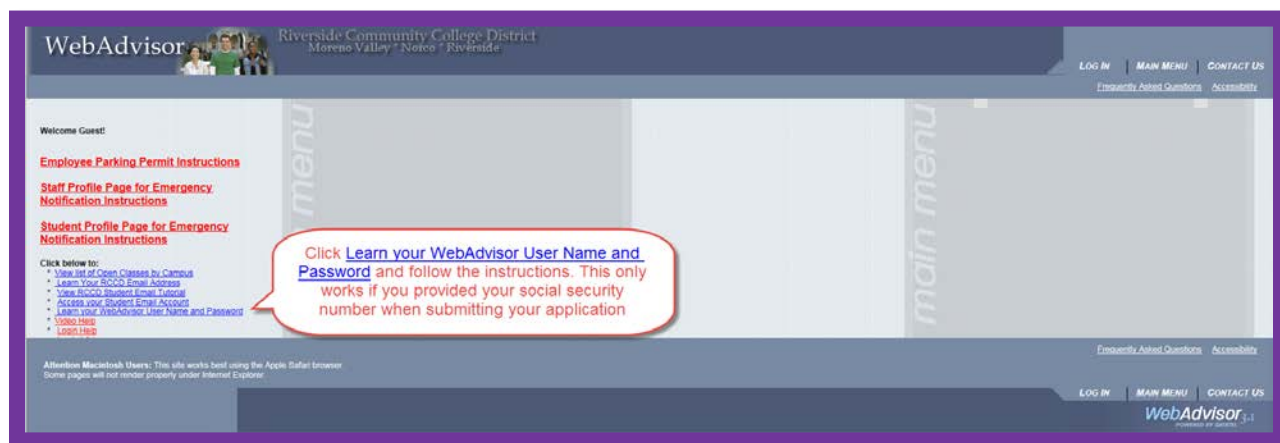 WebAdvisor
Riverside Community College District
Moreno Valley * Norco * Riverside
LOG IN MAIN MENU CONTACT US
Frequently Asked Questions Accessibility
Welcome Guest!
Employee Parking Permit Instructions
Staff Profile Page for Emergency
Notification Instructions
Student Profile Page for Emergency
Notification Instructions
Click below to:
* View list of Open Classes by Campus
* Learn Your RCCD Email Address
* View RCCD Student Email Tutorial
* Access your Student Email Account
* Learn your WebAdvisor User Name and Password
* Video Help
* Login Help
menu
Click Learn your WebAdvisor User Name and
Password and follow the instructions. This only
works if you provided your social security
number when submitting your application
main menu
Frequently Asked Questions Accessibility
Attention Macintosh Users: This site works best using the Apple Safari browser.
Some pages will not render properly under Internet Explorer.
LOG IN MAIN MENU CONTACT US
WebAdvisor 3.1
POWERED BY DATATEL